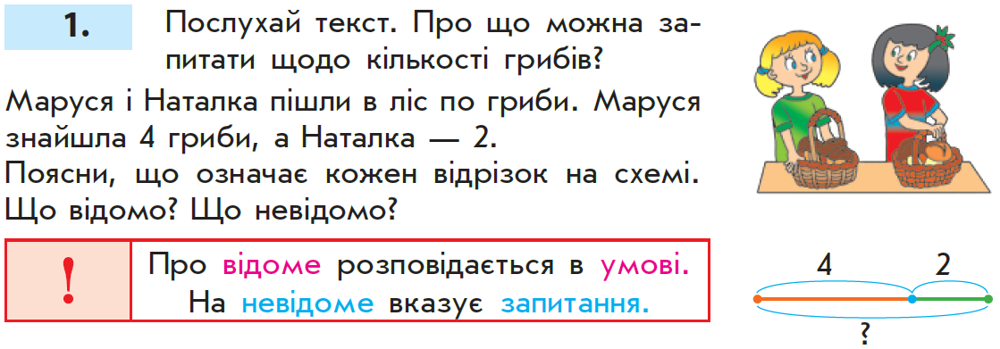 1.
Послухай текст. Про що можна за-
питати щодо кількості грибів?
Маруся і Наталка пішли в ліс по гриби. Маруся
знайшла 4 гриби, а Наталка — 2.
Поясни, що означає кожен відрізок на схемі.
Що відомо? Що невідомо?
! Про відоме розповідається в умові.
На невідоме вказує запитання.
4 2
?